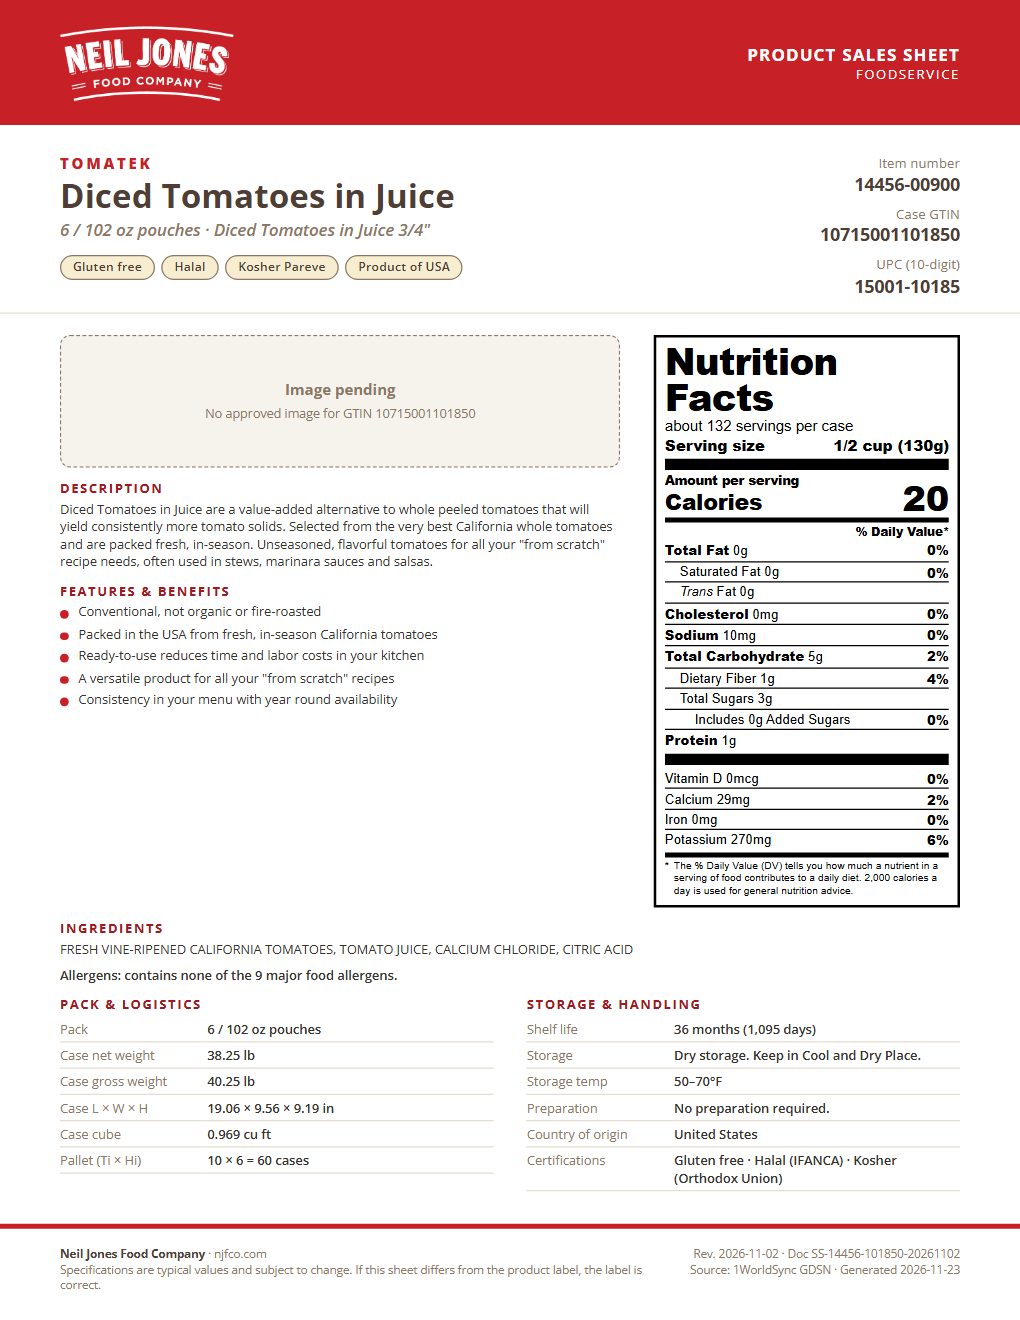 NEIL JONES
FOOD COMPANY
PRODUCT SALES SHEET
FOODSERVICE
TOMATEK
Diced Tomatoes in Juice
6 / 102 oz pouches · Diced Tomatoes in Juice 3/4"
Gluten free
Halal
Kosher Pareve
Product of USA
Item number
14456-00900
Case GTIN
10715001101850
UPC (10-digit)
15001-10185
Image pending
No approved image for GTIN 10715001101850
DESCRIPTION
Diced Tomatoes in Juice are a value-added alternative to whole peeled tomatoes that will
yield consistently more tomato solids. Selected from the very best California whole tomatoes
and are packed fresh, in-season. Unseasoned, flavorful tomatoes for all your "from scratch"
recipe needs, often used in stews, marinara sauces and salsas.
FEATURES & BENEFITS
Conventional, not organic or fire-roasted
Packed in the USA from fresh, in-season California tomatoes
Ready-to-use reduces time and labor costs in your kitchen
A versatile product for all your "from scratch" recipes
Consistency in your menu with year round availability
Nutrition
Facts
about 132 servings per case
Serving size 1/2 cup (130g)
Amount per serving
Calories 20
% Daily Value*
Total Fat 0g 0%
Saturated Fat 0g 0%
Trans Fat 0g
Cholesterol 0mg 0%
Sodium 10mg 0%
Total Carbohydrate 5g 2%
Dietary Fiber 1g 4%
Total Sugars 3g
Includes 0g Added Sugars 0%
Protein 1g
Vitamin D 0mcg 0%
Calcium 29mg 2%
Iron 0mg 0%
Potassium 270mg 6%
* The % Daily Value (DV) tells you how much a nutrient in a
serving of food contributes to a daily diet. 2,000 calories a
day is used for general nutrition advice.
INGREDIENTS
FRESH VINE-RIPENED CALIFORNIA TOMATOES, TOMATO JUICE, CALCIUM CHLORIDE, CITRIC ACID
Allergens: contains none of the 9 major food allergens.
PACK & LOGISTICS
Pack 6 / 102 oz pouches
Case net weight 38.25 lb
Case gross weight 40.25 lb
Case L × W × H 19.06 × 9.56 × 9.19 in
Case cube 0.969 cu ft
Pallet (Ti × Hi) 10 × 6 = 60 cases
STORAGE & HANDLING
Shelf life 36 months (1,095 days)
Storage Dry storage. Keep in Cool and Dry Place.
Storage temp 50–70°F
Preparation No preparation required.
Country of origin United States
Certifications Gluten free · Halal (IFANCA) · Kosher
(Orthodox Union)
Neil Jones Food Company · njfco.com
Specifications are typical values and subject to change. If this sheet differs from the product label, the label is
correct.
Rev. 2026-11-02 · Doc SS-14456-101850-20261102
Source: 1WorldSync GDSN · Generated 2026-11-23